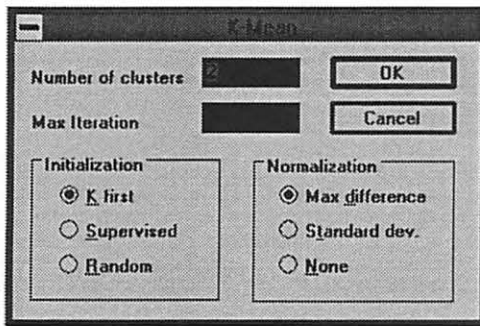 K-Mean
Number of clusters 2 OK
Max Iteration Cancel
Initialization
K first
Supervised
Random
Normalization
Max difference
Standard dev.
None